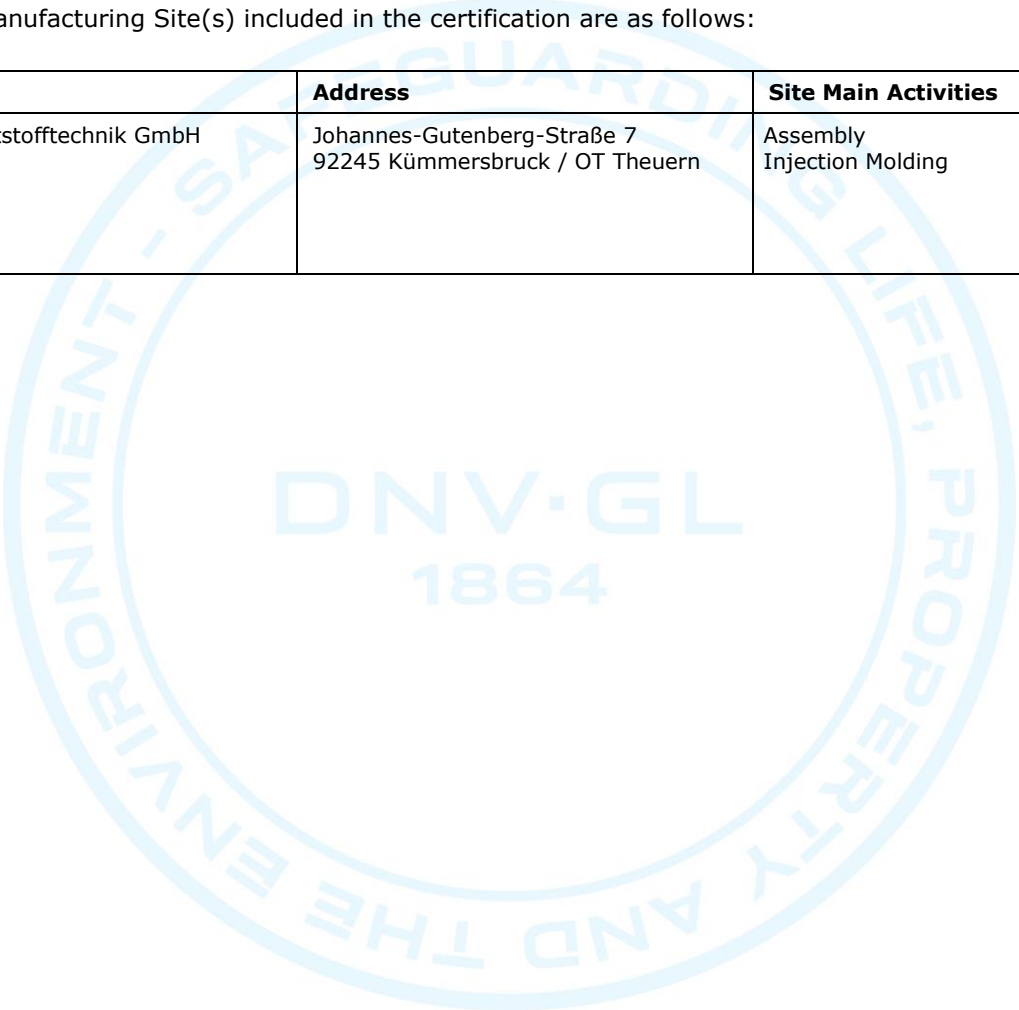 anufacturing Site(s) included in the certification are as follows:
Address Site Main Activities
tstofftechnik GmbH Johannes-Gutenberg-Straße 7 Assembly
92245 Kümmersbruck / OT Theuern Injection Molding
SAFEGUARDING LIFE, PROPERTY AND THE ENVIRONMENT -
DNV·GL
1864